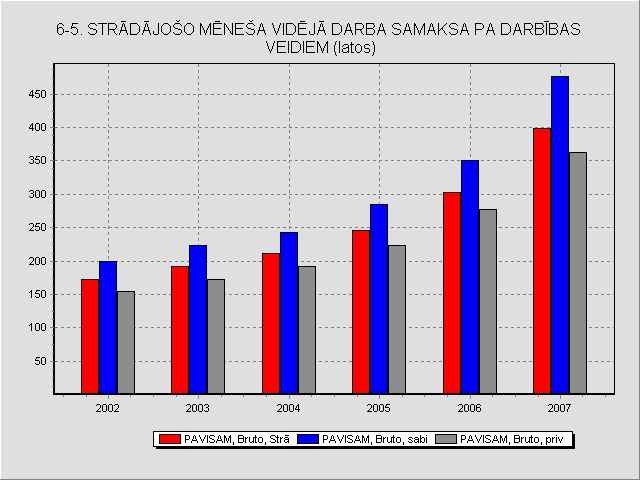 6-5. STRĀDĀJOŠO MĒNEŠA VIDĒJĀ DARBA SAMAKSA PA DARBĪBAS
VEIDIEM (latos)
450
400
350
300
250
200
150
100
50
2002 2003 2004 2005 2006 2007
PAVISAM, Bruto, Strā PAVISAM, Bruto, sabi PAVISAM, Bruto, priv